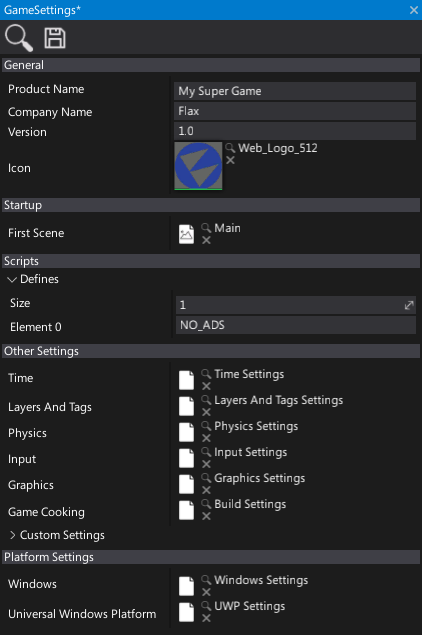 GameSettings*
General
Product Name My Super Game
Company Name Flax
Version 1.0
Icon Web_Logo_512
Startup
First Scene Main
Scripts
Defines
Size 1
Element 0 NO_ADS
Other Settings
Time Time Settings
Layers And Tags Layers And Tags Settings
Physics Physics Settings
Input Input Settings
Graphics Graphics Settings
Game Cooking Build Settings
Custom Settings
Platform Settings
Windows Windows Settings
Universal Windows Platform UWP Settings